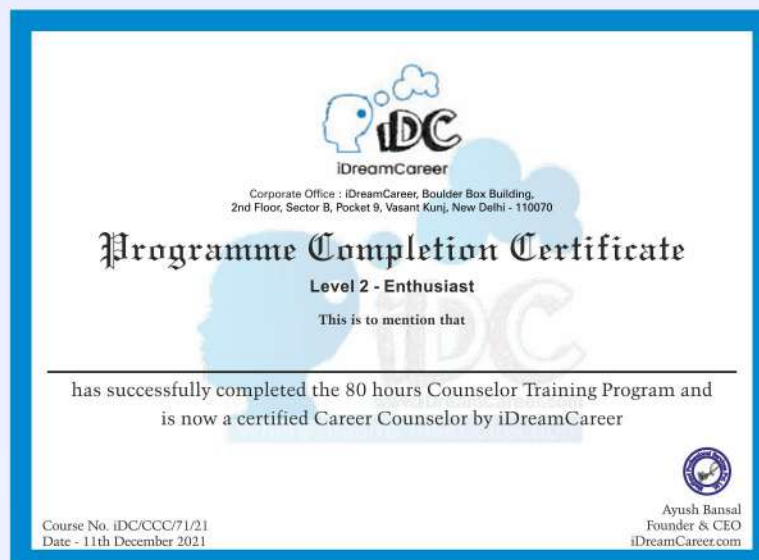 iDC
iDreamCareer
Corporate Office : iDreamCareer, Boulder Box Building,
2nd Floor, Sector B, Pocket 9, Vasant Kunj, New Delhi - 110070
Programme Completion Certificate
Level 2 - Enthusiast
This is to mention that
iDC
has successfully completed the 80 hours Counselor Training Program and
is now a certified Career Counselor by iDreamCareer
Ayush Bansal
Course No. iDC/CCC/71/21 Founder & CEO
Date - 11th December 2021 iDreamCareer.com